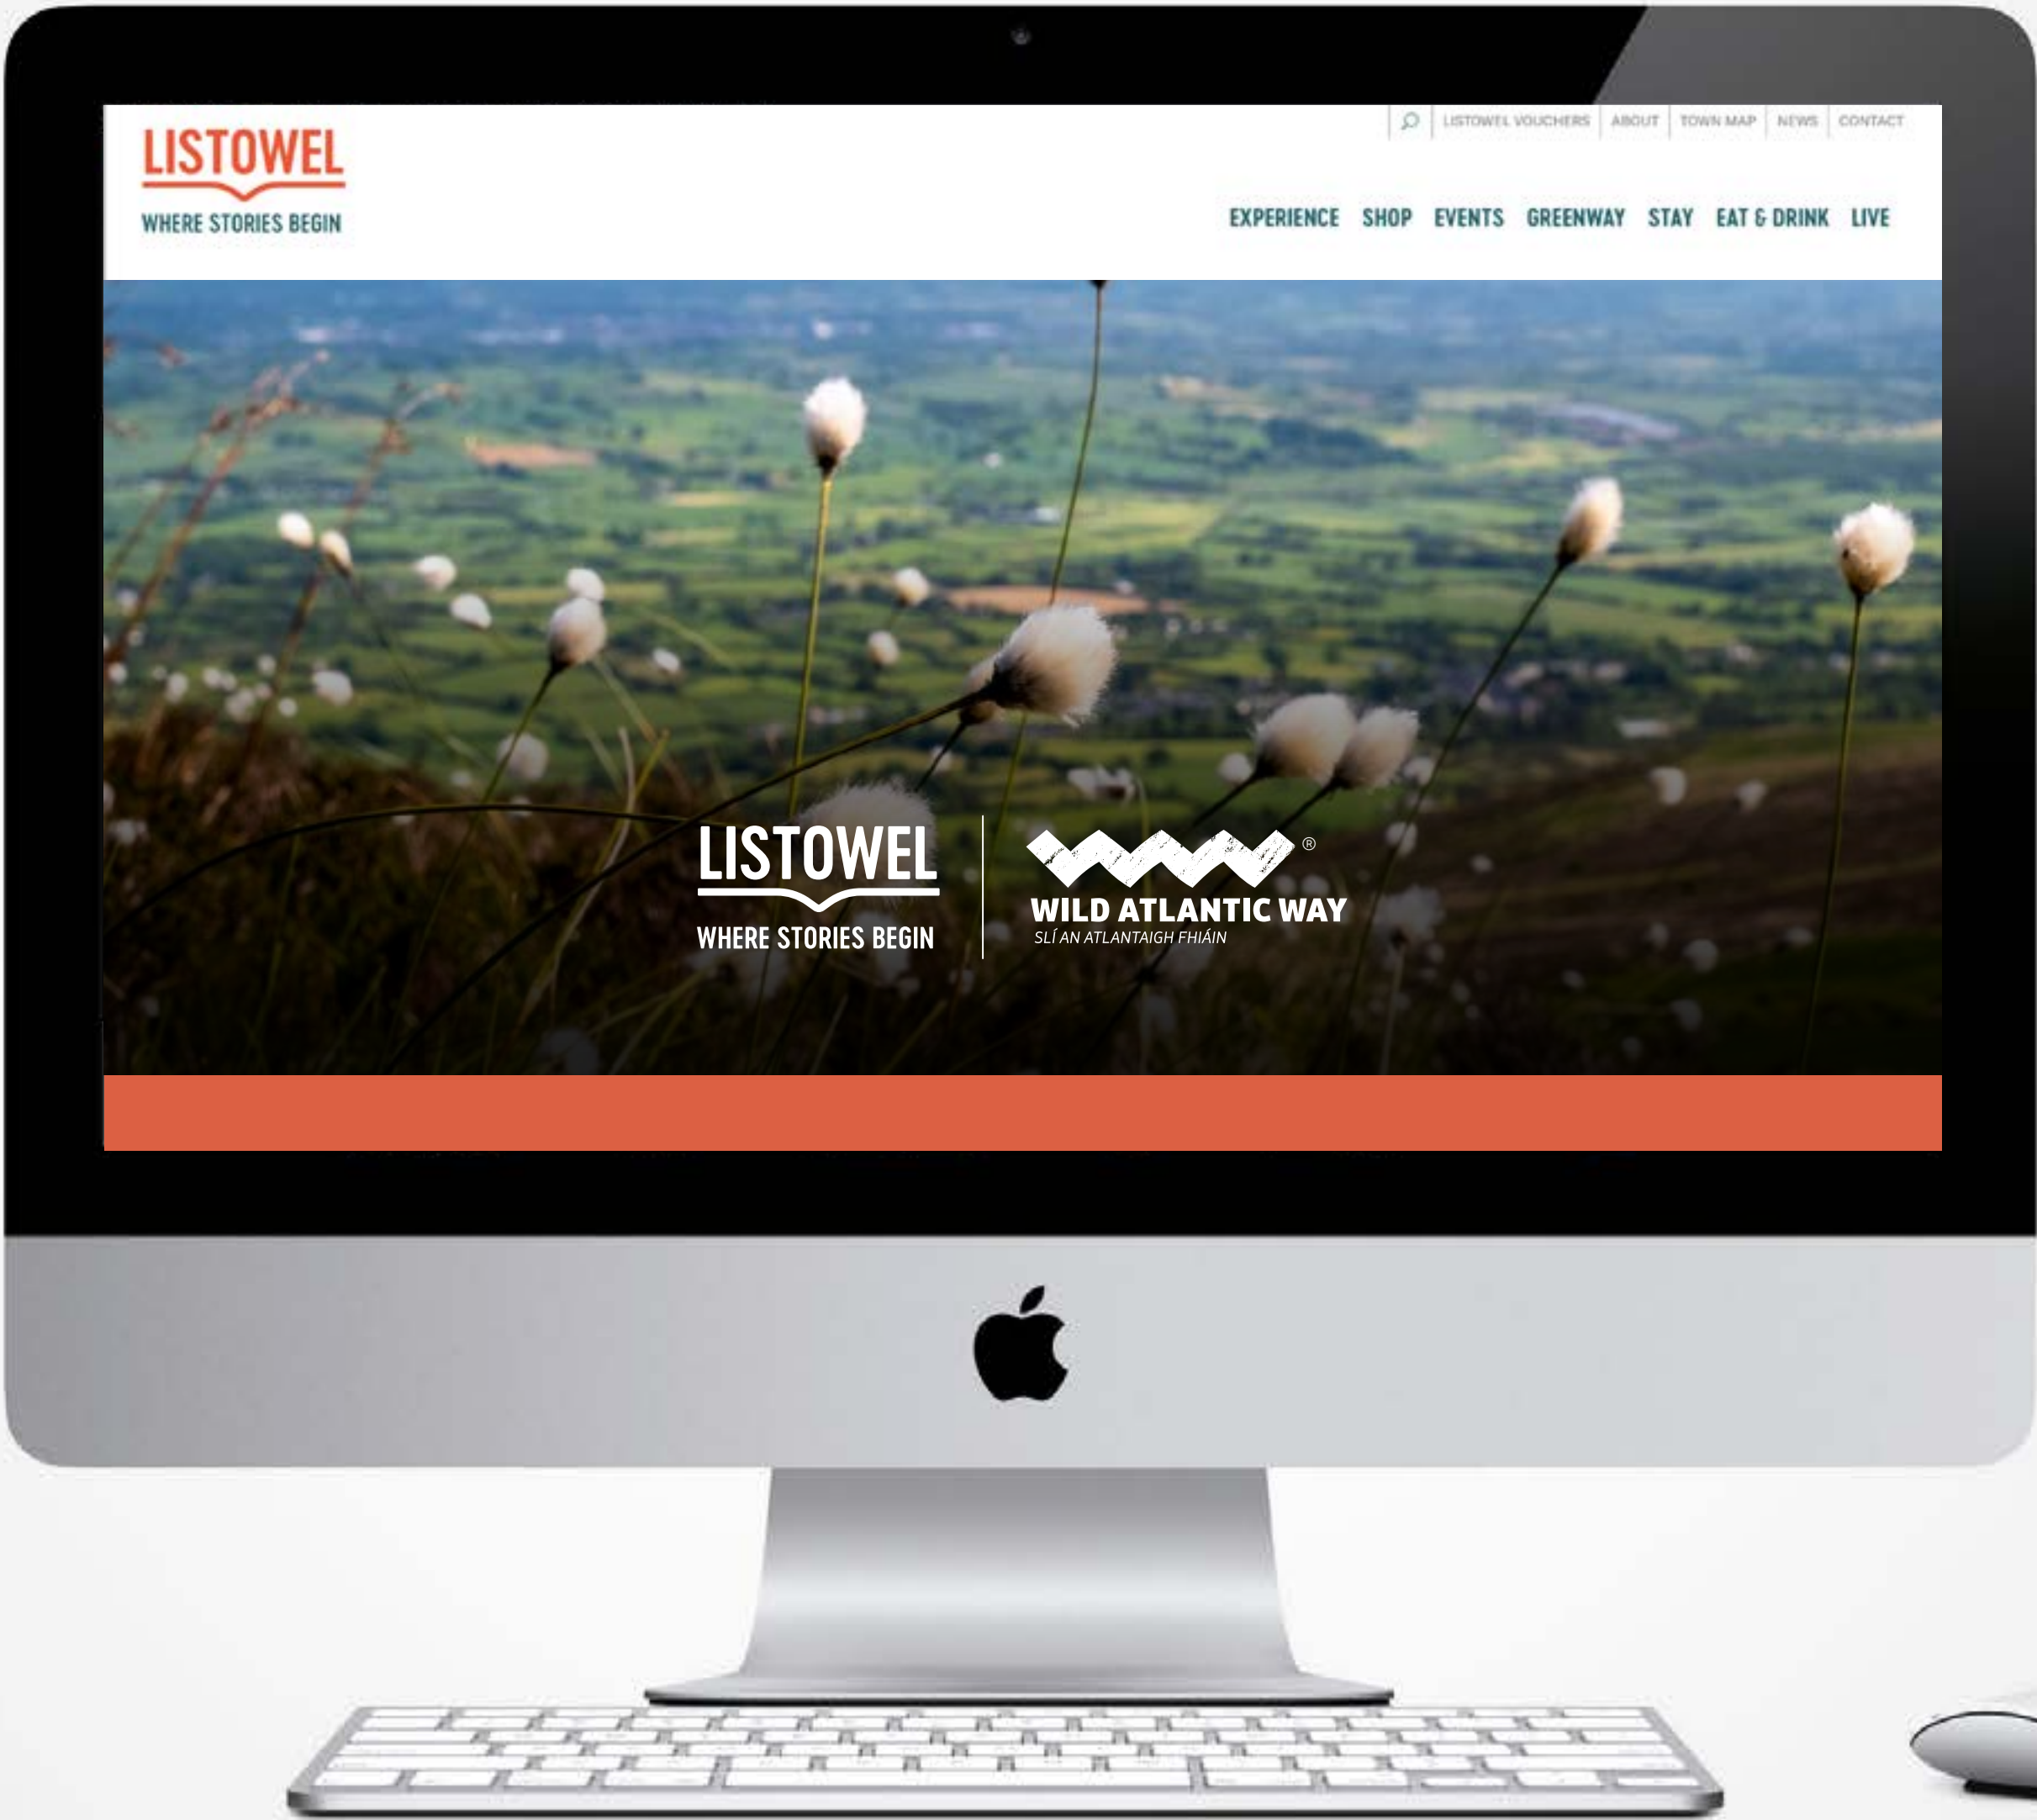 LISTOWEL
WHERE STORIES BEGIN
LISTOWEL VOUCHERS ABOUT TOWN MAP NEWS CONTACT
EXPERIENCE SHOP EVENTS GREENWAY STAY EAT & DRINK LIVE
LISTOWEL
WHERE STORIES BEGIN
®
WILD ATLANTIC WAY
SLÍ AN ATLANTAIGH FHIÁIN